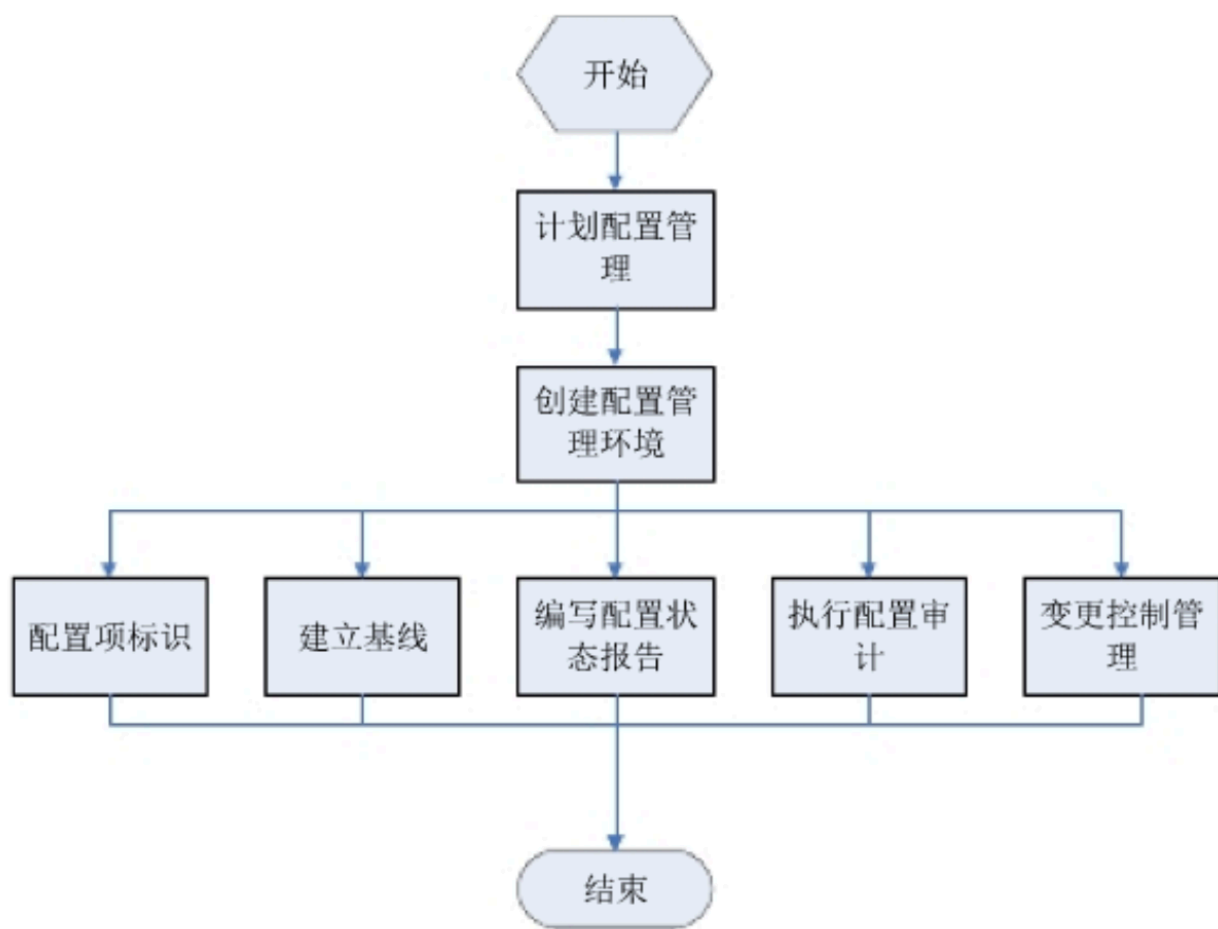 开始
计划配置管
理
创建配置管
理环境
配置项标识
建立基线
编写配置状
态报告
执行配置审
计
变更控制管
理
结束